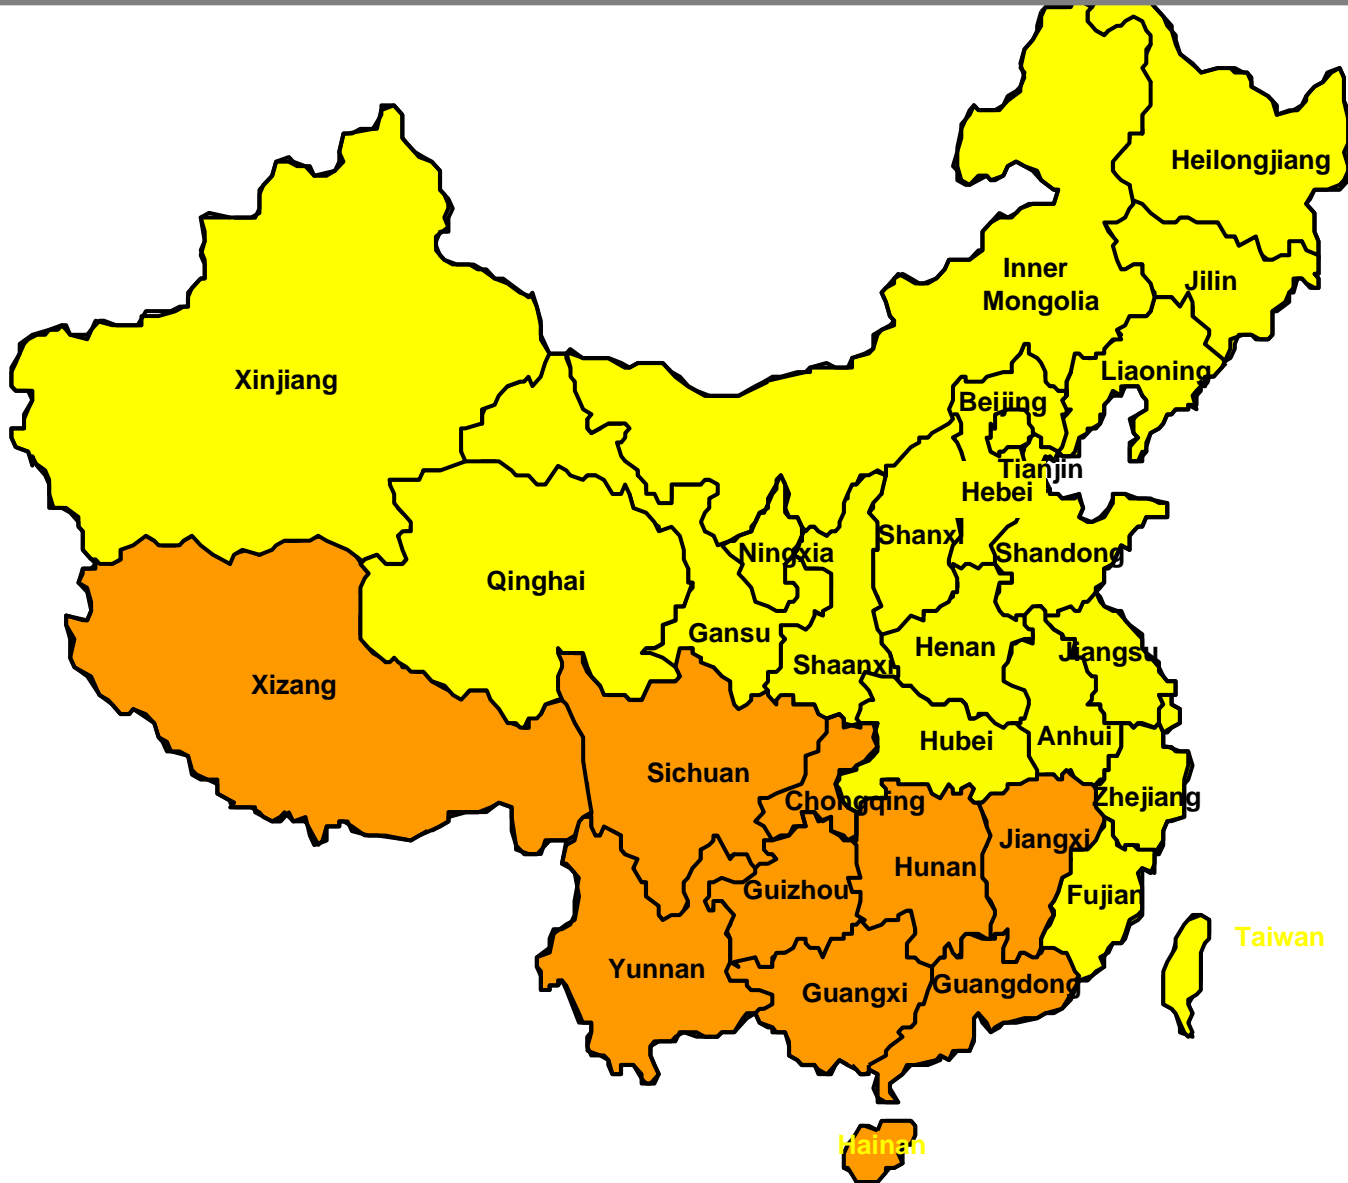 Heilongjiang
Inner
Mongolia
Jilin
Xinjiang
Liaoning
Beijing
Tianjin
Hebei
Shanxi
Ningxia
Shandong
Qinghai
Gansu
Henan
Jiangsu
Shaanxi
Xizang
Hubei
Anhui
Sichuan
Chongqing
Zhejiang
Jiangxi
Hunan
Guizhou
Fujian
Taiwan
Yunnan
Guangxi
Guangdong
Hainan